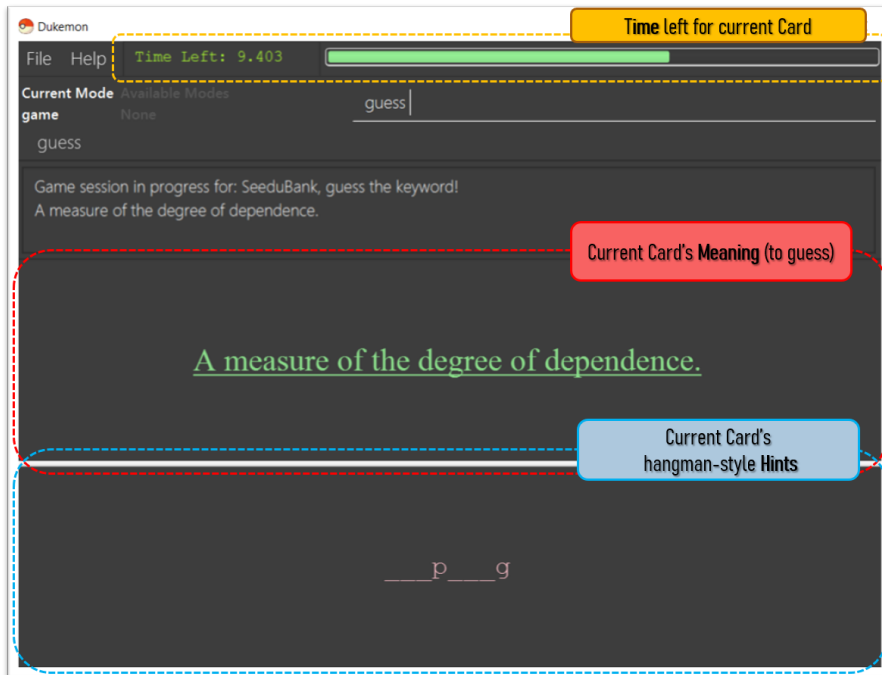 Dukemon
Time left for current Card
File Help Time Left: 9.403
Current Mode Available Modes
game None
guess
guess
Game session in progress for: SeeduBank, guess the keyword!
A measure of the degree of dependence.
Current Card's Meaning (to guess)
A measure of the degree of dependence.
Current Card's
hangman-style Hints
___p___g